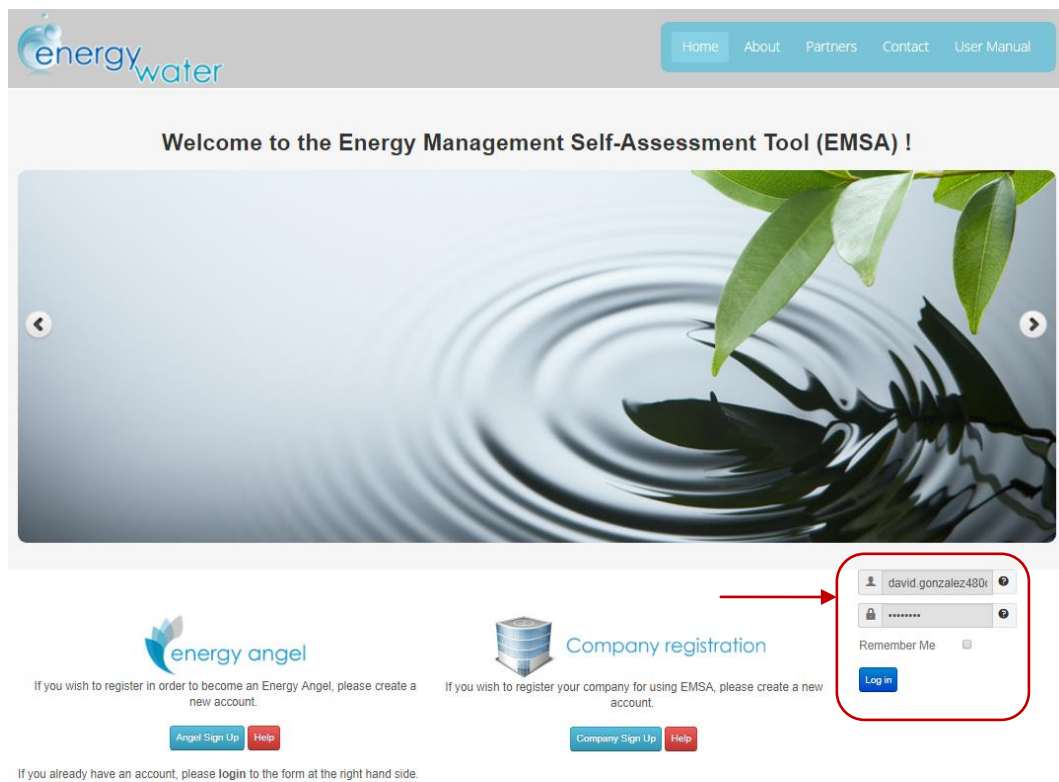 energy water
Home About Partners Contact User Manual
Welcome to the Energy Management Self-Assessment Tool (EMSA) !
energy angel
If you wish to register in order to become an Energy Angel, please create a
new account.
Angel Sign Up Help
Company registration
If you wish to register your company for using EMSA, please create a new
account.
Company Sign Up Help
david.gonzalez480
••••••••
Remember Me
Log in
If you already have an account, please login to the form at the right hand side.